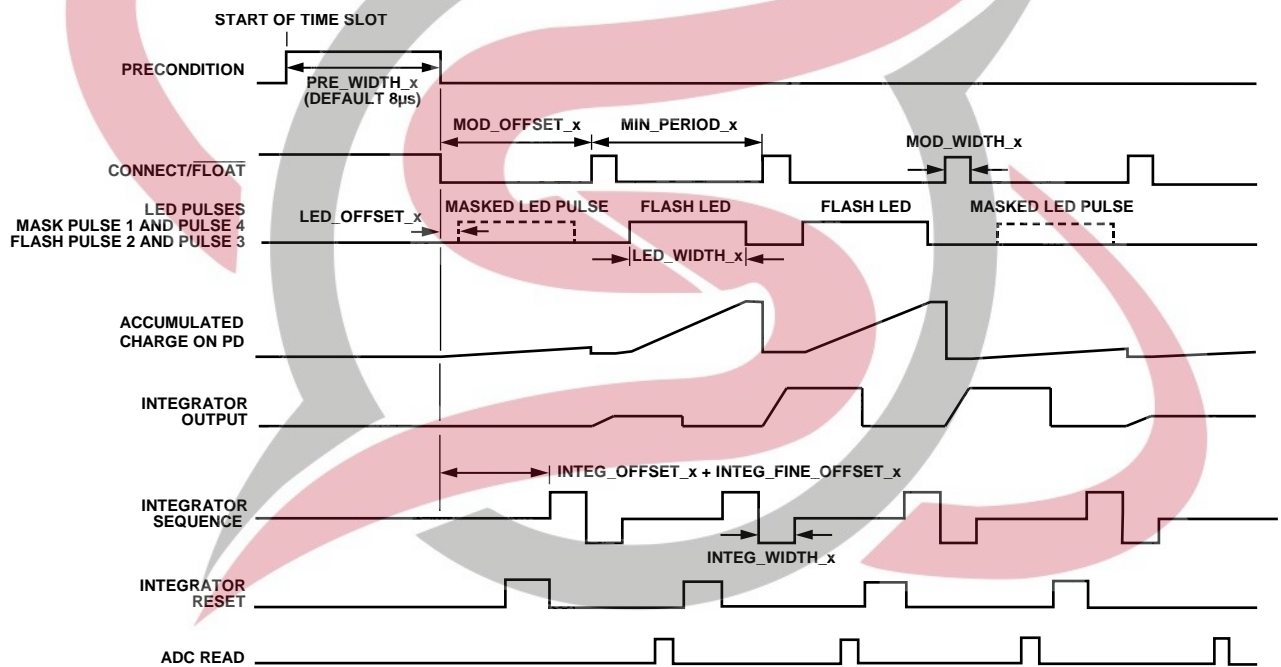 START OF TIME SLOT
PRECONDITION
PRE_WIDTH_x
(DEFAULT 8µs)
MOD_OFFSET_x
MIN_PERIOD_x
MOD_WIDTH_x
CONNECT/FLOAT
LED PULSES
MASK PULSE 1 AND PULSE 4
FLASH PULSE 2 AND PULSE 3
LED_OFFSET_x
MASKED LED PULSE
FLASH LED
FLASH LED
MASKED LED PULSE
LED_WIDTH_x
ACCUMULATED
CHARGE ON PD
INTEGRATOR
OUTPUT
INTEG_OFFSET_x + INTEG_FINE_OFFSET_x
INTEGRATOR
SEQUENCE
INTEG_WIDTH_x
INTEGRATOR
RESET
ADC READ